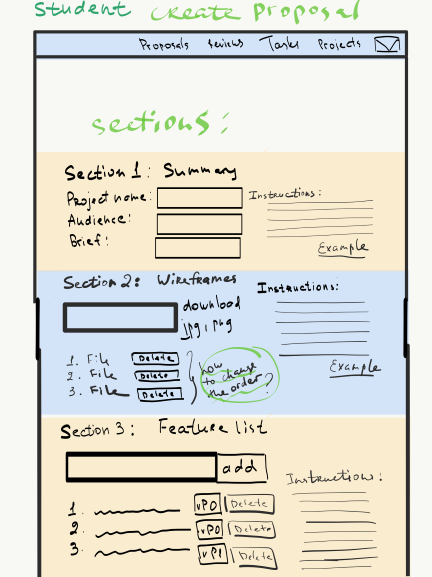 Student create proposal
Proposals reviews Tasks Projects
sections:
Section 1: Summary
Project name:
Instructions:
Audience:
Brief:
Example
Section 2: Wireframes
Instructions:
download
jpg, png
1. File Delete
2. File Delete
3. File Delete
how
to change
the order?
Example
Section 3: Feature list
add
Instructions:
1. vP0 Delete
2. vP0 Delete
3. vP1 Delete